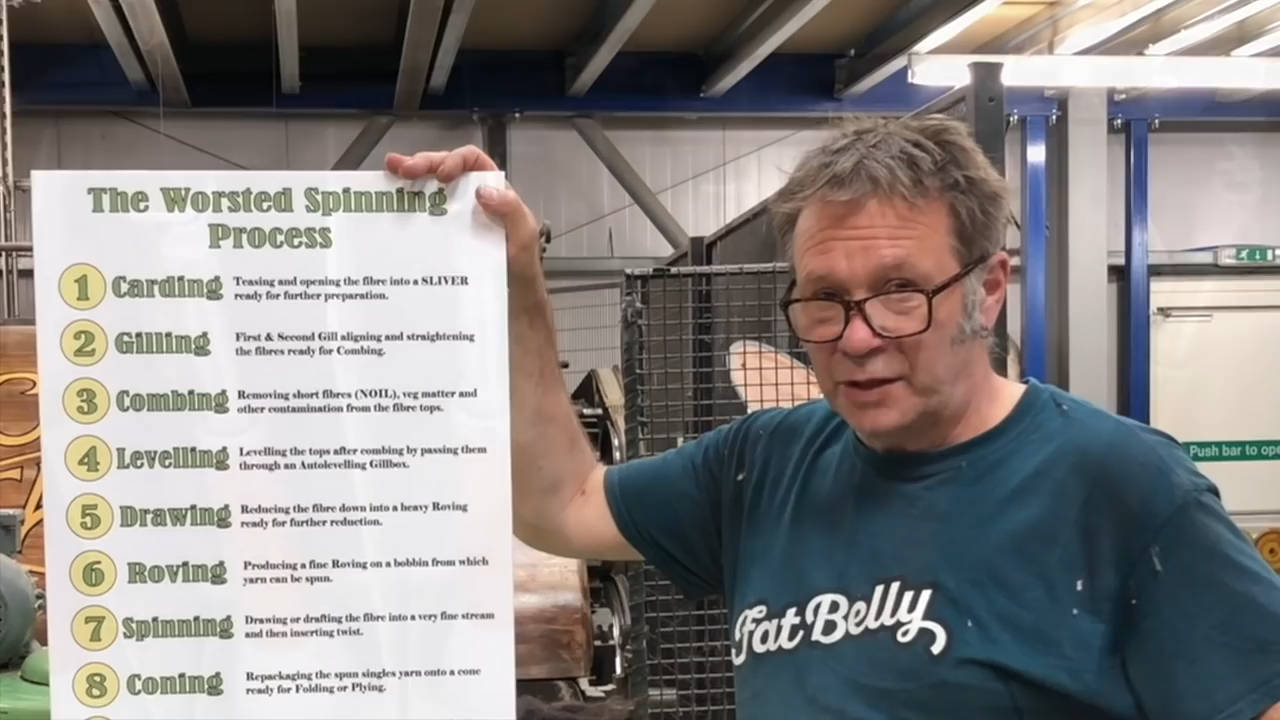 The Worsted Spinning
Process
1 Carding Teasing and opening the fibre into a SLIVER
ready for further preparation.
2 Gilling First & Second Gill aligning and straightening
the fibres ready for Combing.
3 Combing Removing short fibres (NOIL), veg matter and
other contamination from the fibre tops.
4 Levelling Levelling the tops after combing by passing them
through an Autolevelling Gillbox.
5 Drawing Reducing the fibre down into a heavy Roving
ready for further reduction.
6 Roving Producing a fine Roving on a bobbin from which
yarn can be spun.
7 Spinning Drawing or drafting the fibre into a very fine stream
and then inserting twist.
8 Coning Repackaging the spun singles yarn onto a cone
ready for Folding or Plying.
Fat Belly
Push bar to ope